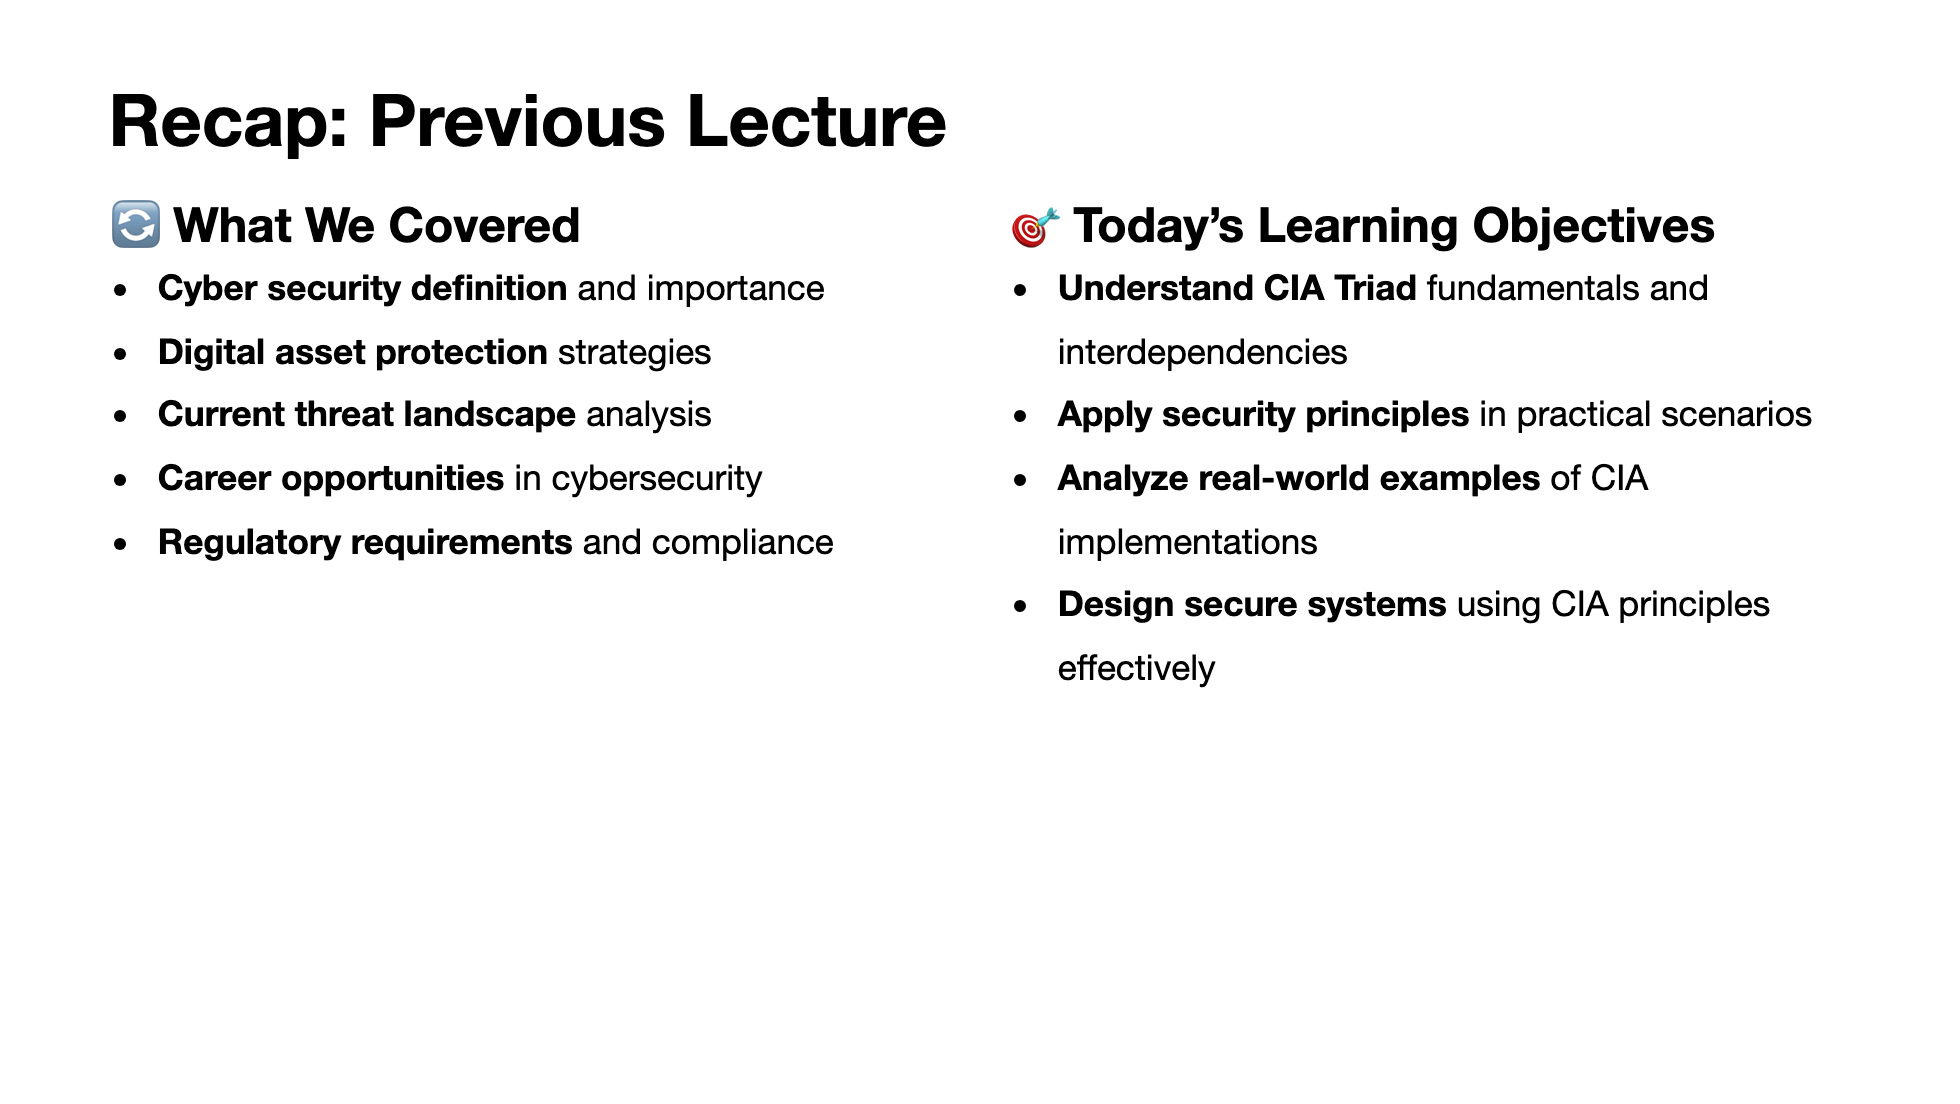 Recap: Previous Lecture
🔄 What We Covered
• Cyber security definition and importance
• Digital asset protection strategies
• Current threat landscape analysis
• Career opportunities in cybersecurity
• Regulatory requirements and compliance
🎯 Today’s Learning Objectives
• Understand CIA Triad fundamentals and
interdependencies
• Apply security principles in practical scenarios
• Analyze real-world examples of CIA
implementations
• Design secure systems using CIA principles
effectively